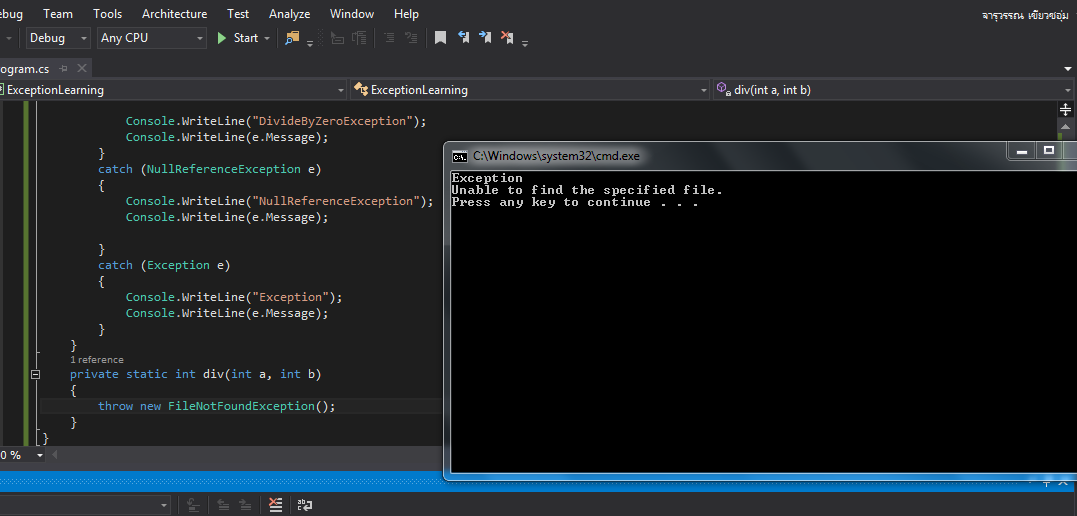 ebug Team Tools Architecture Test Analyze Window Help
จารุวรรณ เขียวชอุ่ม
Debug Any CPU Start
ogram.cs
ExceptionLearning ExceptionLearning div(int a, int b)
Console.WriteLine("DivideByZeroException");
Console.WriteLine(e.Message);
}
catch (NullReferenceException e)
{
Console.WriteLine("NullReferenceException");
Console.WriteLine(e.Message);
}
catch (Exception e)
{
Console.WriteLine("Exception");
Console.WriteLine(e.Message);
}
}
1 reference
private static int div(int a, int b)
{
throw new FileNotFoundException();
}
}
0 %
C:\Windows\system32\cmd.exe
Exception
Unable to find the specified file.
Press any key to continue . . .